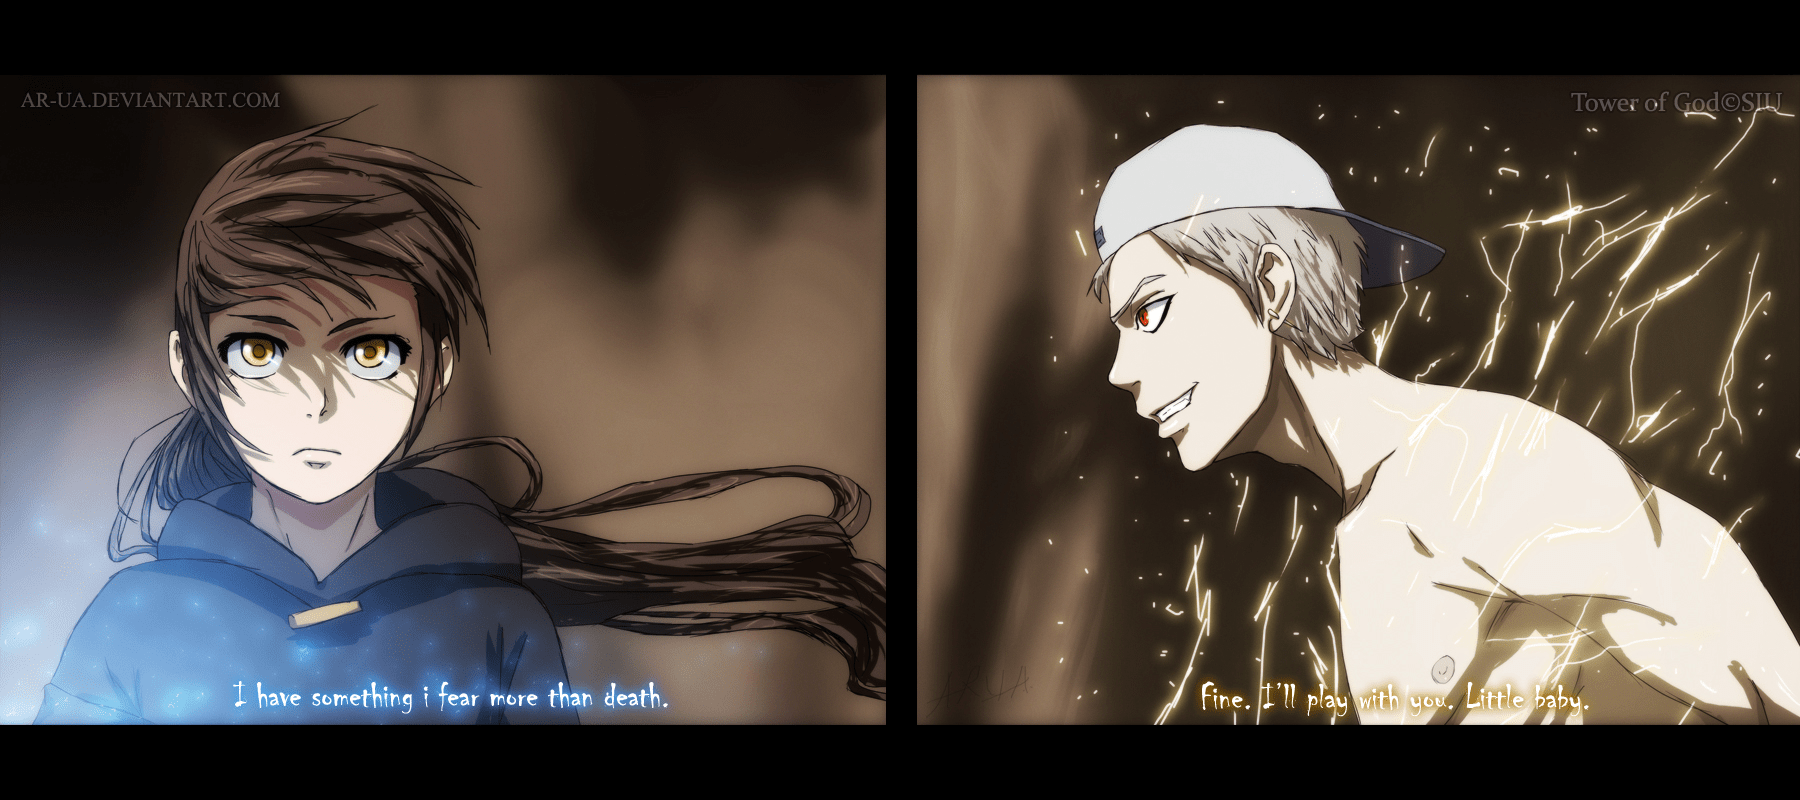 AR-UA.DEVIANTART.COM
Tower of God©SIU
I have something i fear more than death.
Fine. I'll play with you. Little baby.
ARUA